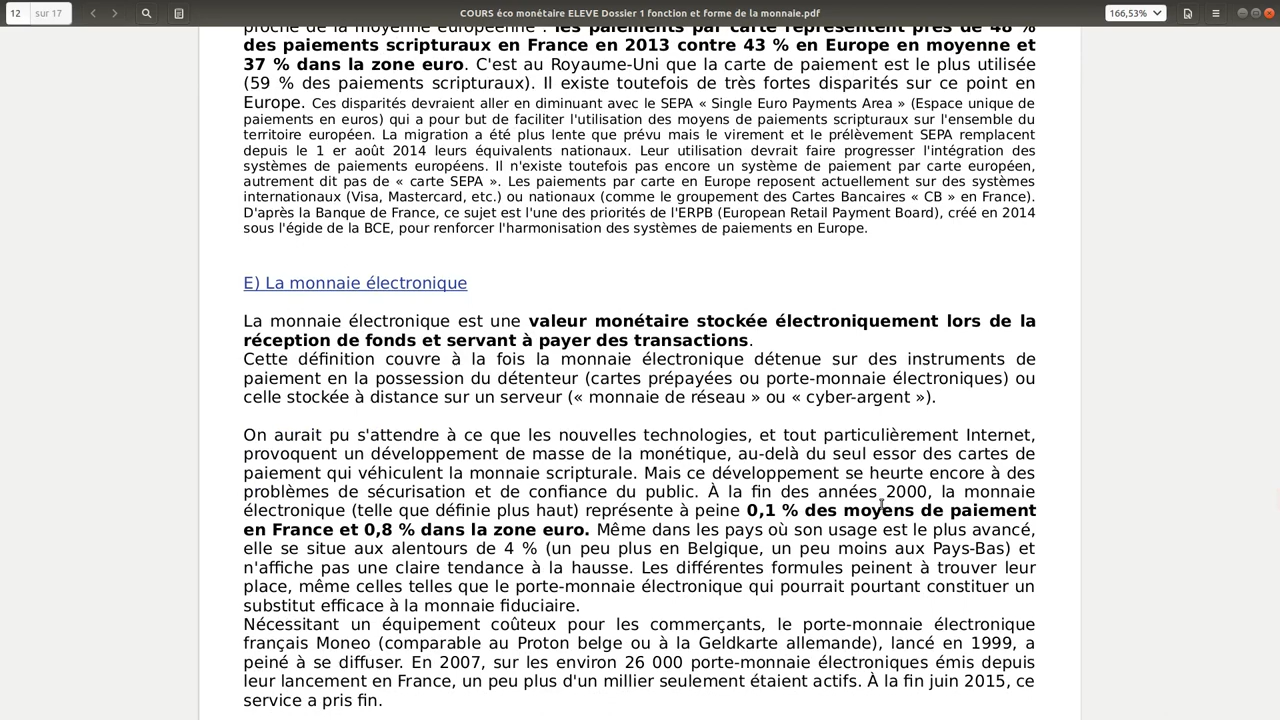 12 sur 17
COURS éco monétaire ELEVE Dossier 1 fonction et forme de la monnaie.pdf
166,53%
proche de la moyenne européenne : les paiements par carte représentent près de 48 %
des paiements scripturaux en France en 2013 contre 43 % en Europe en moyenne et
37 % dans la zone euro. C'est au Royaume-Uni que la carte de paiement est le plus utilisée
(59 % des paiements scripturaux). Il existe toutefois de très fortes disparités sur ce point en
Europe. Ces disparités devraient aller en diminuant avec le SEPA « Single Euro Payments Area » (Espace unique de
paiements en euros) qui a pour but de faciliter l'utilisation des moyens de paiements scripturaux sur l'ensemble du
territoire européen. La migration a été plus lente que prévu mais le virement et le prélèvement SEPA remplacent
depuis le 1 er août 2014 leurs équivalents nationaux. Leur utilisation devrait faire progresser l'intégration des
systèmes de paiements européens. Il n'existe toutefois pas encore un système de paiement par carte européen,
autrement dit pas de « carte SEPA ». Les paiements par carte en Europe reposent actuellement sur des systèmes
internationaux (Visa, Mastercard, etc.) ou nationaux (comme le groupement des Cartes Bancaires « CB » en France).
D'après la Banque de France, ce sujet est l'une des priorités de l'ERPB (European Retail Payment Board), créé en 2014
sous l'égide de la BCE, pour renforcer l'harmonisation des systèmes de paiements en Europe.
E) La monnaie électronique
La monnaie électronique est une valeur monétaire stockée électroniquement lors de la
réception de fonds et servant à payer des transactions.
Cette définition couvre à la fois la monnaie électronique détenue sur des instruments de
paiement en la possession du détenteur (cartes prépayées ou porte-monnaie électroniques) ou
celle stockée à distance sur un serveur (« monnaie de réseau » ou « cyber-argent »).
On aurait pu s'attendre à ce que les nouvelles technologies, et tout particulièrement Internet,
provoquent un développement de masse de la monétique, au-delà du seul essor des cartes de
paiement qui véhiculent la monnaie scripturale. Mais ce développement se heurte encore à des
problèmes de sécurisation et de confiance du public. À la fin des années 2000, la monnaie
électronique (telle que définie plus haut) représente à peine 0,1 % des moyens de paiement
en France et 0,8 % dans la zone euro. Même dans les pays où son usage est le plus avancé,
elle se situe aux alentours de 4 % (un peu plus en Belgique, un peu moins aux Pays-Bas) et
n'affiche pas une claire tendance à la hausse. Les différentes formules peinent à trouver leur
place, même celles telles que le porte-monnaie électronique qui pourrait pourtant constituer un
substitut efficace à la monnaie fiduciaire.
Nécessitant un équipement coûteux pour les commerçants, le porte-monnaie électronique
français Moneo (comparable au Proton belge ou à la Geldkarte allemande), lancé en 1999, a
peiné à se diffuser. En 2007, sur les environ 26 000 porte-monnaie électroniques émis depuis
leur lancement en France, un peu plus d'un millier seulement étaient actifs. À la fin juin 2015, ce
service a pris fin.